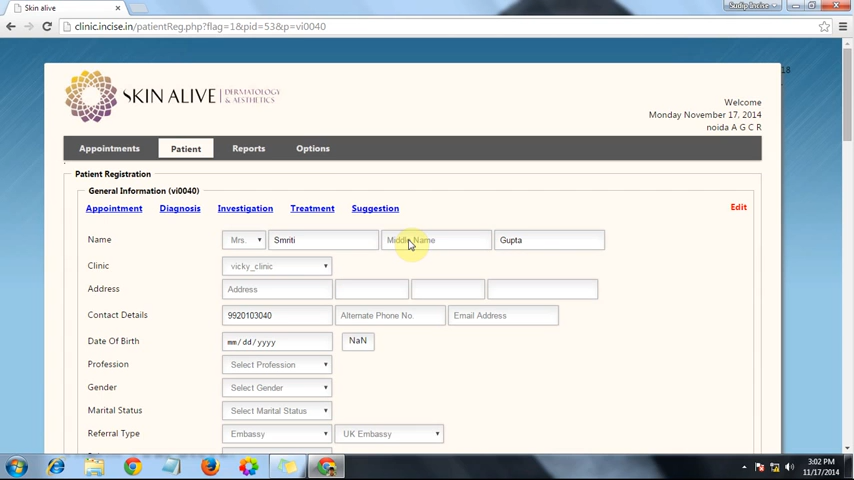 Skin alive
Sudip Incise
clinic.incise.in/patientReg.php?flag=1&pid=53&p=vi0040
18
SKIN ALIVE | DERMATOLOGY & AESTHETICS
Welcome
Monday November 17, 2014
noida A G C R
Appointments Patient Reports Options
Patient Registration
General Information (vi0040)
Appointment Diagnosis Investigation Treatment Suggestion Edit
Name Mrs. Smriti Middle Name Gupta
Clinic vicky_clinic
Address Address
Contact Details 9920103040 Alternate Phone No. Email Address
Date Of Birth mm/dd/yyyy NaN
Profession Select Profession
Gender Select Gender
Marital Status Select Marital Status
Referral Type Embassy UK Embassy
3:02 PM
11/17/2014